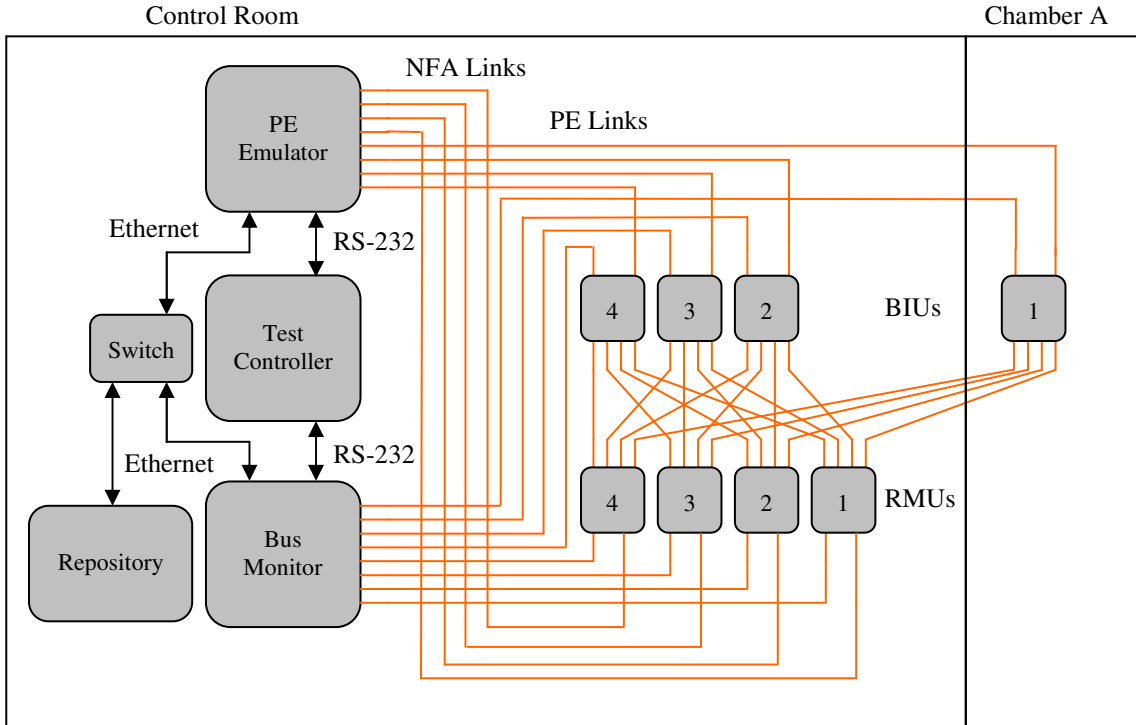 Control Room
Chamber A
NFA Links
PE
Emulator
PE Links
Ethernet
RS-232
Test
Controller
Switch
4
3
2
BIUs
1
RS-232
Ethernet
Repository
Bus
Monitor
4
3
2
1
RMUs